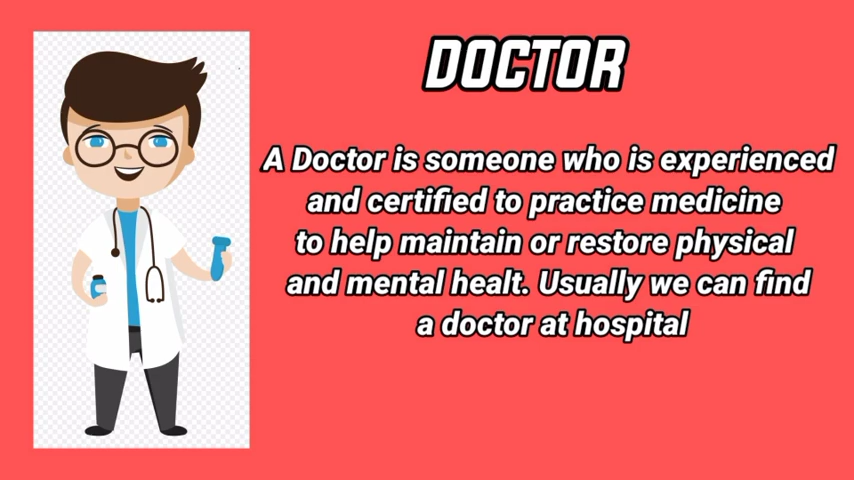 DOCTOR
A Doctor is someone who is experienced
and certified to practice medicine
to help maintain or restore physical
and mental healt. Usually we can find
a doctor at hospital